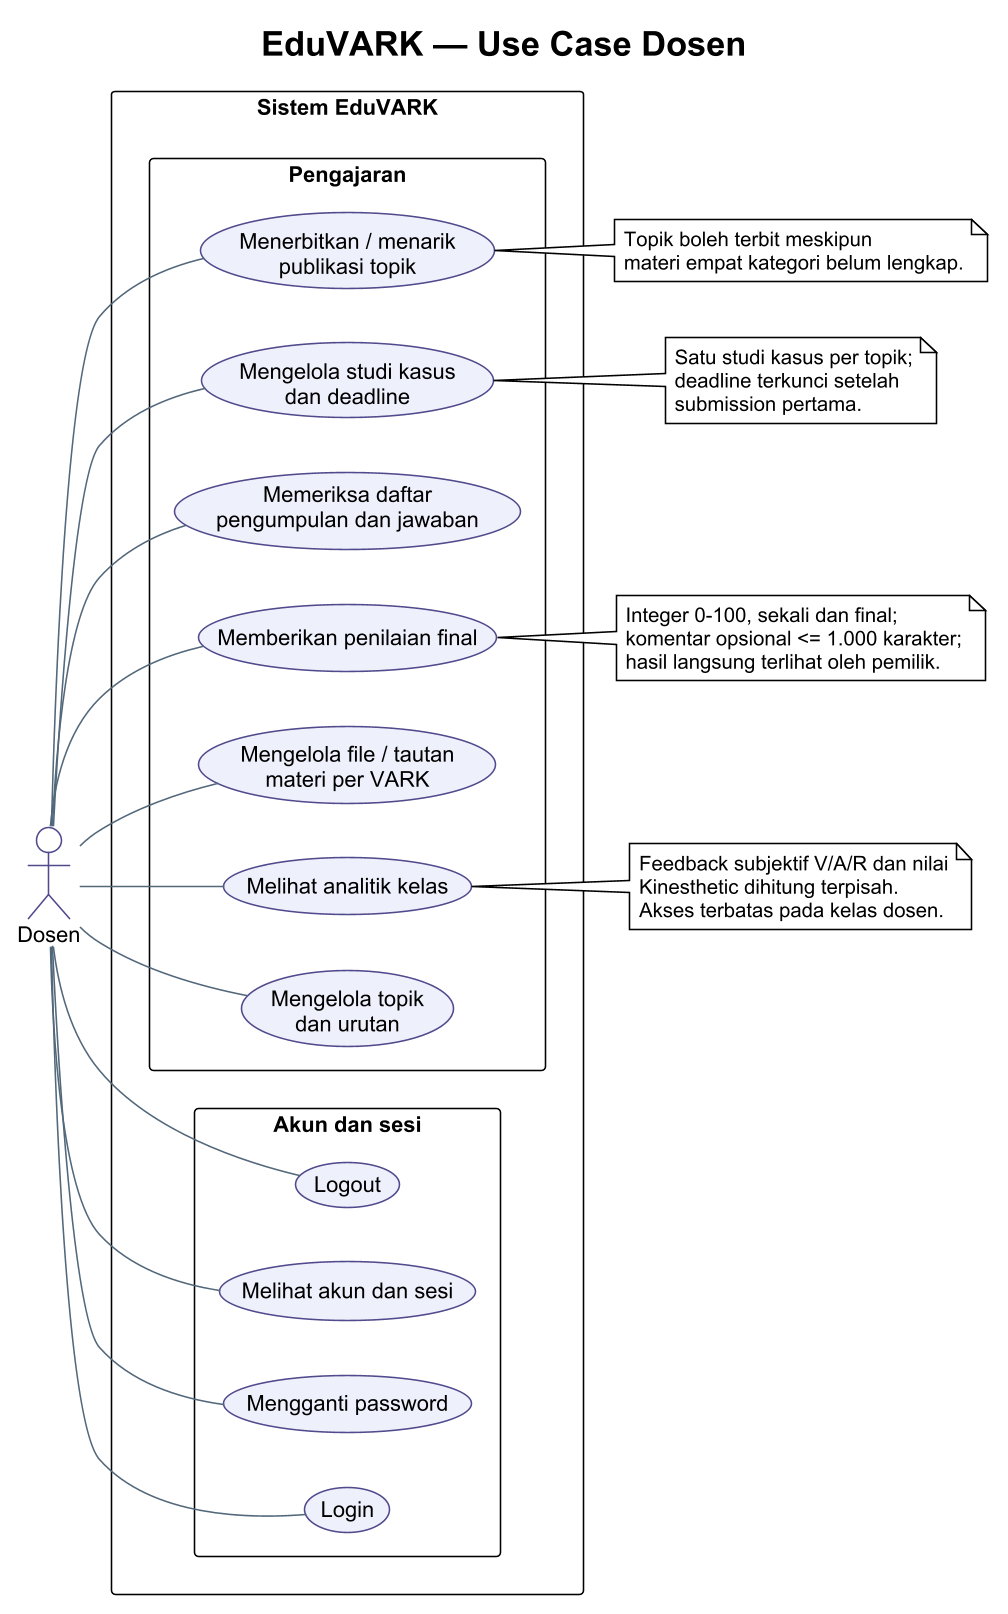 EduVARK — Use Case Dosen
Sistem EduVARK
Pengajaran
Menerbitkan / menarik
publikasi topik
Topik boleh terbit meskipun
materi empat kategori belum lengkap.
Mengelola studi kasus
dan deadline
Satu studi kasus per topik;
deadline terkunci setelah
submission pertama.
Memeriksa daftar
pengumpulan dan jawaban
Memberikan penilaian final
Integer 0-100, sekali dan final;
komentar opsional <= 1.000 karakter;
hasil langsung terlihat oleh pemilik.
Mengelola file / tautan
materi per VARK
Melihat analitik kelas
Feedback subjektif V/A/R dan nilai
Kinesthetic dihitung terpisah.
Akses terbatas pada kelas dosen.
Dosen
Mengelola topik
dan urutan
Akun dan sesi
Logout
Melihat akun dan sesi
Mengganti password
Login